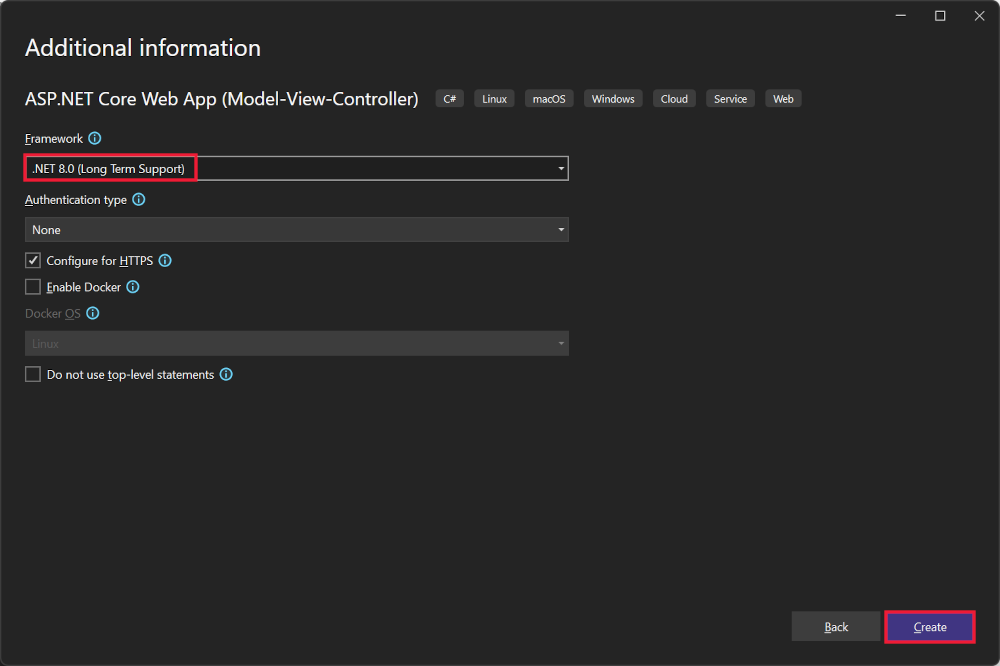 Additional information
ASP.NET Core Web App (Model-View-Controller) C# Linux macOS Windows Cloud Service Web
Framework
.NET 8.0 (Long Term Support)
Authentication type
None
Configure for HTTPS
Enable Docker
Docker OS
Linux
Do not use top-level statements
Back Create